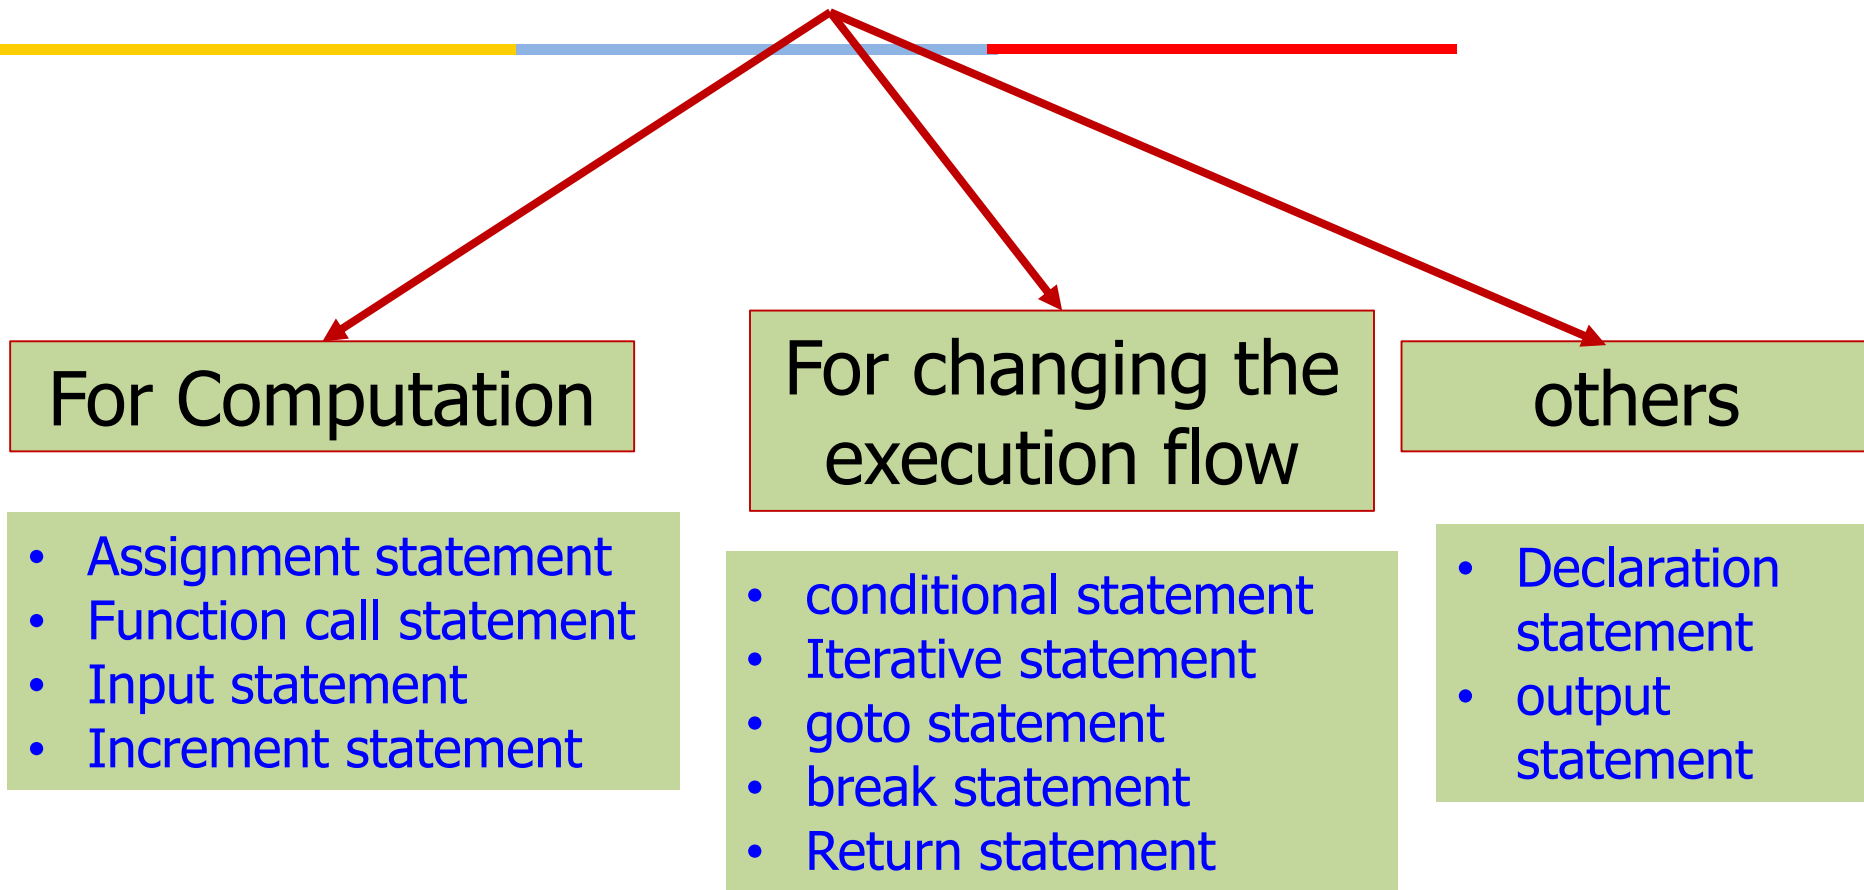 For Computation
For changing the
execution flow
others
• Assignment statement
• Function call statement
• Input statement
• Increment statement
• conditional statement
• Iterative statement
• goto statement
• break statement
• Return statement
• Declaration
statement
• output
statement